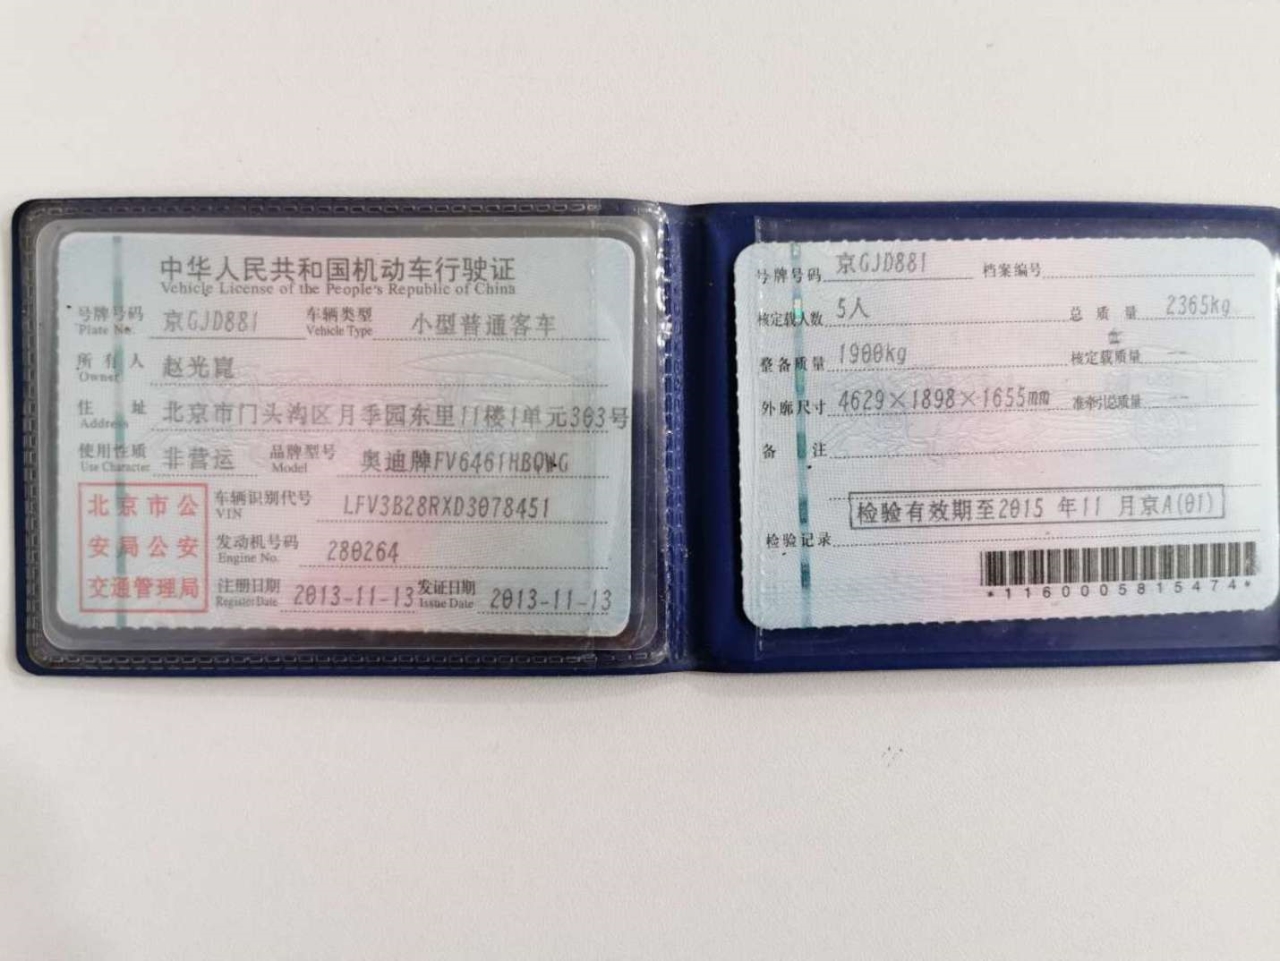 中华人民共和国机动车行驶证
Vehicle License of the People's Republic of China
号牌号码 京GJD881 车辆类型 小型普通客车
Plate No. Vehicle Type
所有人 赵光嵬
Owner
住址 北京市门头沟区月季园东里11楼1单元303号
Address
使用性质 非营运 品牌型号 奥迪牌FV6461HBQWG
Use Character Model
北京市公
安局公安
交通管理局
车辆识别代号 LFV3B28RXD3078451
VIN
发动机号码 280264
Engine No.
注册日期 2013-11-13 发证日期 2013-11-13
Register Date Issue Date
号牌号码 京GJD881 档案编号
核定载人数 5人 总质量 2365kg
整备质量 1900kg 核定载质量 --
外廓尺寸 4629×1898×1655mm 准牵引总质量 --
备注
检验有效期至2015年11月京A(01)
检验记录
*1160005815474*